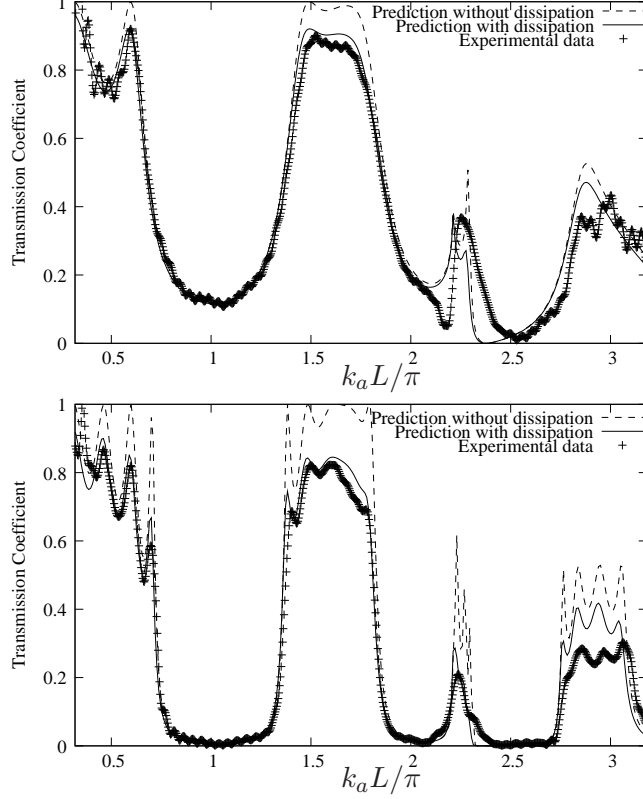 1
0.8
0.6
0.4
0.2
0
Transmission Coefficient
Prediction without dissipation
Prediction with dissipation
Experimental data
0.5 1 1.5 2 2.5 3
k_a L/π
1
0.8
0.6
0.4
0.2
0
Transmission Coefficient
Prediction without dissipation
Prediction with dissipation
Experimental data
0.5 1 1.5 2 2.5 3
k_a L/π